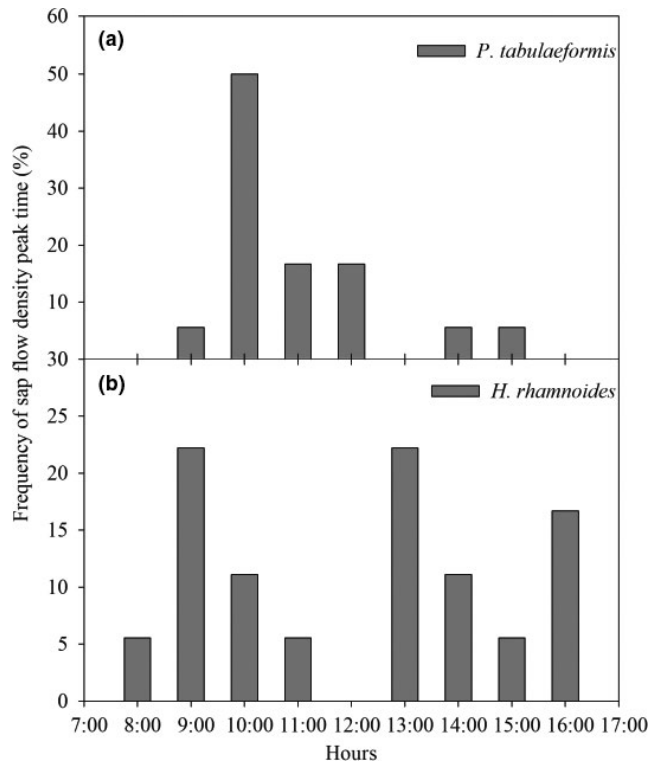 60
(a)
P. tabulaeformis
50
40
30
20
10
30
(b)
H. rhamnoides
25
20
15
10
5
0
Frequency of sap flow density peak time (%)
7:00 8:00 9:00 10:00 11:00 12:00 13:00 14:00 15:00 16:00 17:00
Hours